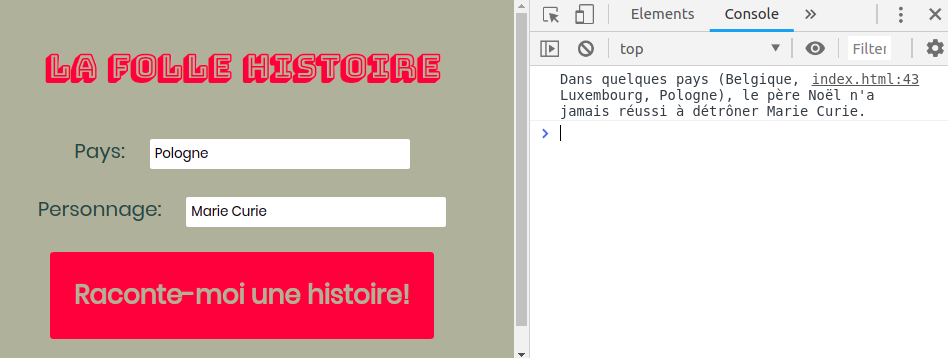 LA FOLLE HISTOIRE
Pays:
Pologne
Personnage:
Marie Curie
Raconte-moi une histoire!
Elements
Console
top
Filter
Dans quelques pays (Belgique, index.html:43
Luxembourg, Pologne), le père Noël n'a
jamais réussi à détrôner Marie Curie.